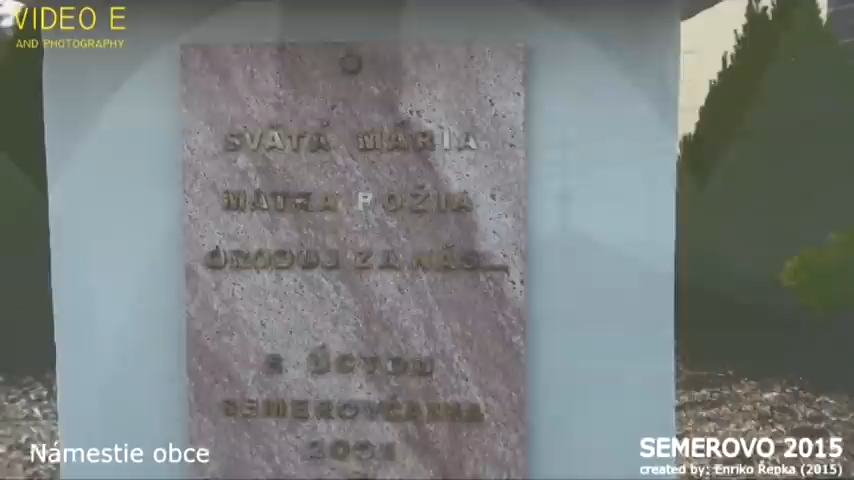 VIDEO E
AND PHOTOGRAPHY
SVÄTÁ MÁRIA
MATKA BOŽIA
ORODUJ ZA NÁS...
S ÚCTOU
SEMEROVČANIA
Námestie obce
SEMEROVO 2015
created by: Enriko Repka (2015)